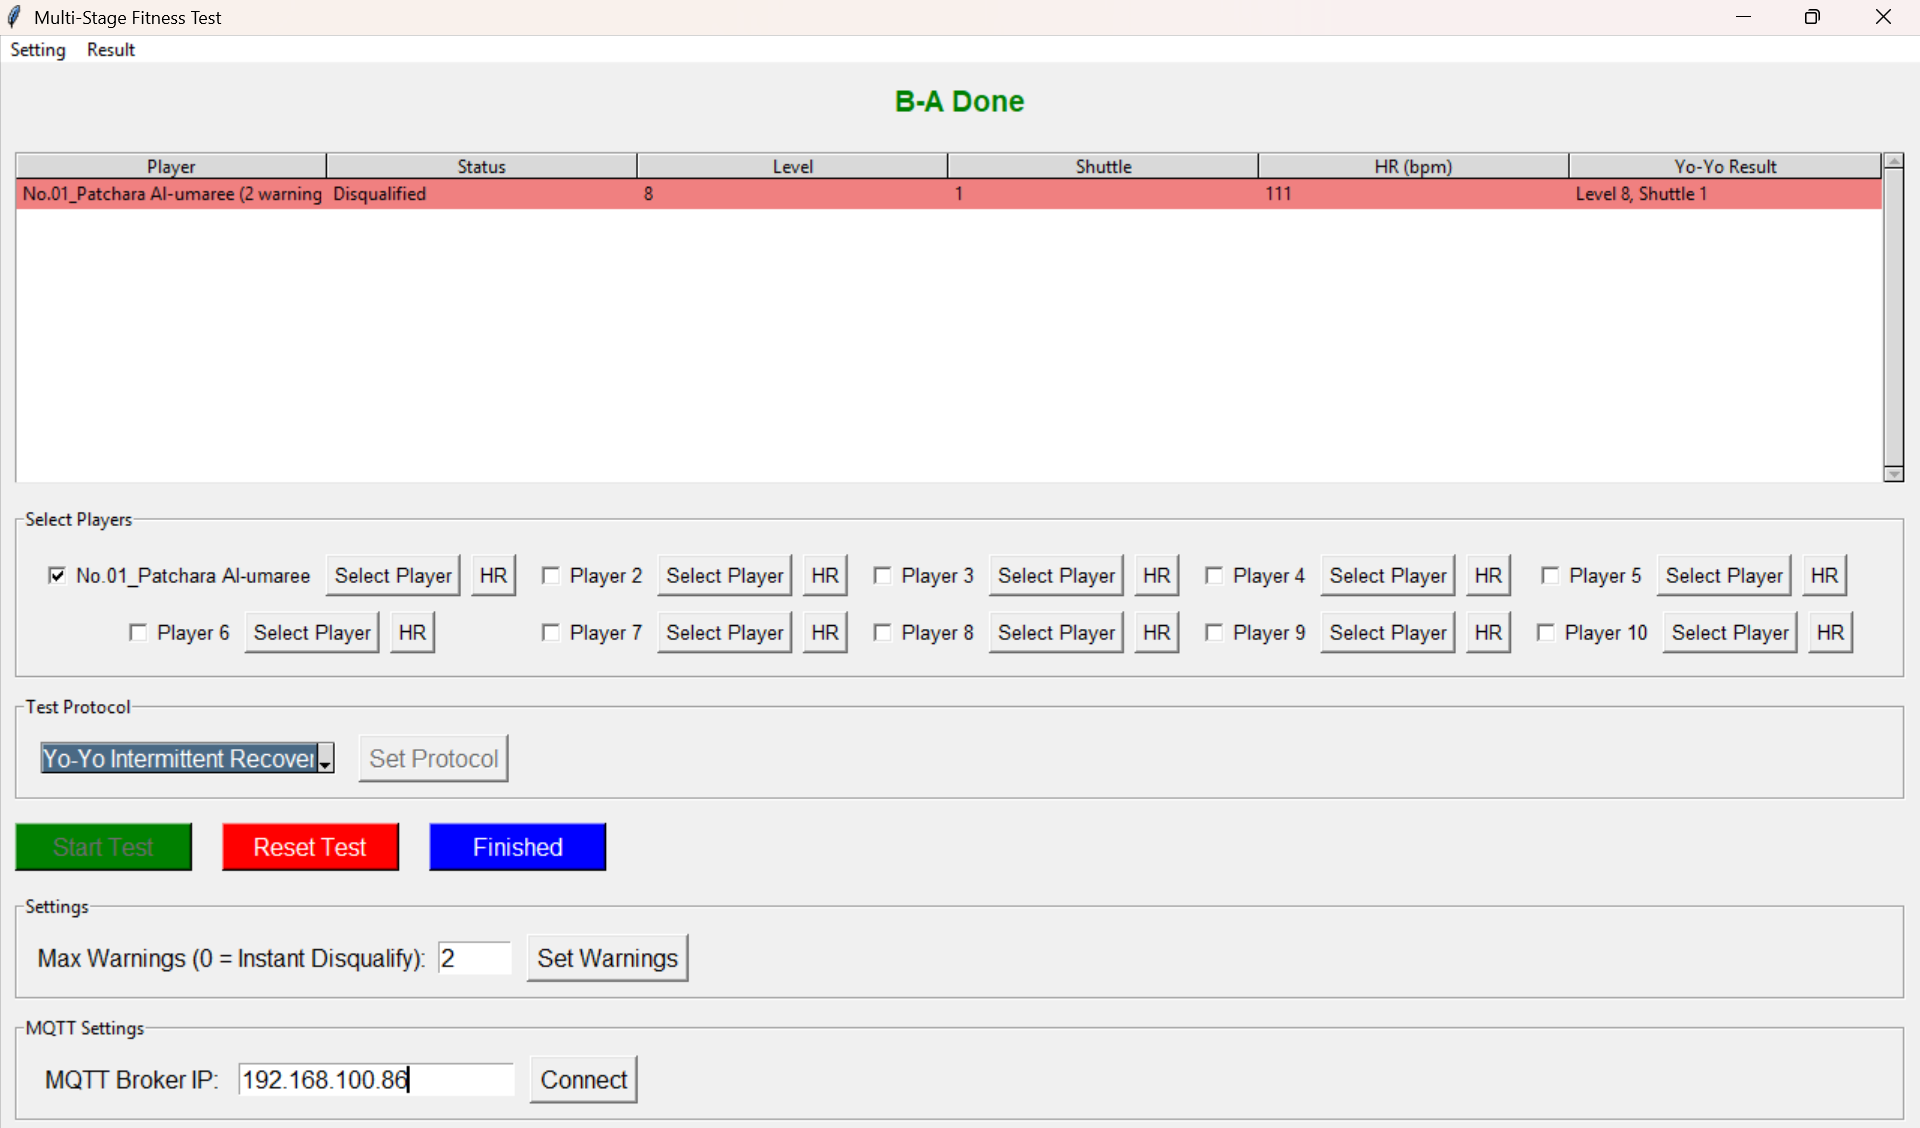 Multi-Stage Fitness Test
Setting Result
B-A Done
Player Status Level Shuttle HR (bpm) Yo-Yo Result
No.01_Patchara Al-umaree (2 warning Disqualified 8 1 111 Level 8, Shuttle 1
Select Players
No.01_Patchara Al-umaree Select Player HR Player 2 Select Player HR Player 3 Select Player HR Player 4 Select Player HR Player 5 Select Player HR
Player 6 Select Player HR Player 7 Select Player HR Player 8 Select Player HR Player 9 Select Player HR Player 10 Select Player HR
Test Protocol
Yo-Yo Intermittent Recover Set Protocol
Start Test Reset Test Finished
Settings
Max Warnings (0 = Instant Disqualify): 2 Set Warnings
MQTT Settings
MQTT Broker IP: 192.168.100.86 Connect